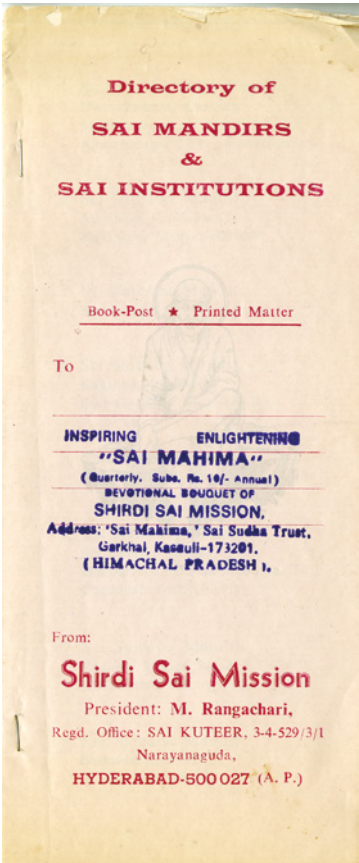 Directory of
SAI MANDIRS
&
SAI INSTITUTIONS
Book-Post ★ Printed Matter
To
INSPIRING ENLIGHTENING
"SAI MAHIMA"
(Quarterly. Subs. Rs. 10/- Annual)
DEVOTIONAL BOUQUET OF
SHIRDI SAI MISSION.
Address: 'Sai Mahima,' Sai Sudha Trust,
Garkhal, Kasauli-173201.
(HIMACHAL PRADESH).
From:
Shirdi Sai Mission
President: M. Rangachari,
Regd. Office: SAI KUTEER, 3-4-529/3/1
Narayanaguda,
HYDERABAD-500 027 (A. P.)